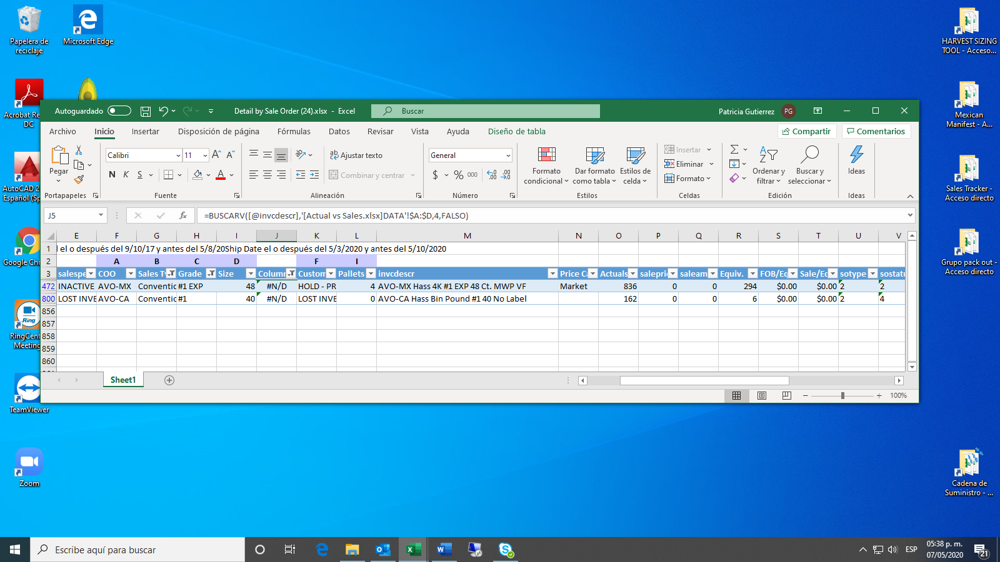 Papelera de
reciclaje
Microsoft Edge
HARVEST SIZING
TOOL - Acceso...
Acrobat Re
DC
Mexican
Manifest - A...
AutoCAD 2
Español (Sp
Sales Tracker -
Acceso directo
Google Chr
Grupo pack out -
Acceso directo
Ring
RingCent
Meeting
TeamViewer
Zoom
Cadena de
Suministro - ...
Autoguardado
Detail by Sale Order (24).xlsx - Excel
Buscar
Patricia Gutierrez PG
Archivo Inicio Insertar Disposición de página Fórmulas Datos Revisar Vista Ayuda Diseño de tabla
Compartir Comentarios
Pegar
Calibri 11
N K S
Ajustar texto
Combinar y centrar
General
$ % 000
Formato
condicional
Dar formato
como tabla
Estilos de
celda
Insertar
Eliminar
Formato
Ordenar y
filtrar
Buscar y
seleccionar
Ideas
Portapapeles Fuente Alineación Número Estilos Celdas Edición Ideas
J5 fx =BUSCARV([@invcdescr],'[Actual vs Sales.xlsx]DATA'!$A:$D,4,FALSO)
E F G H I J K L M N O P Q R S T U V
1 l el o después del 9/10/17 y antes del 5/8/20Ship Date el o después del 5/3/2020 y antes del 5/10/2020
2 A B C D F I
3 salespe COO Sales Ty Grade Size Column Custom Pallets invcdescr Price Ca Actuals salepric saleam Equiv. FOB/Eq Sale/Ec sotype sostatu
472 INACTIVE AVO-MX Conventic #1 EXP 48 #N/D HOLD - PR 4 AVO-MX Hass 4K #1 EXP 48 Ct. MWP VF Market 836 0 0 294 $0.00 $0.00 2 2
800 LOST INVE AVO-CA Conventic #1 40 #N/D LOST INVE 0 AVO-CA Hass Bin Pound #1 40 No Label 162 0 0 6 $0.00 $0.00 2 4
856
857
858
859
860
Sheet1
100%
Escribe aquí para buscar
ESP
05:38 p. m.
07/05/2020
21